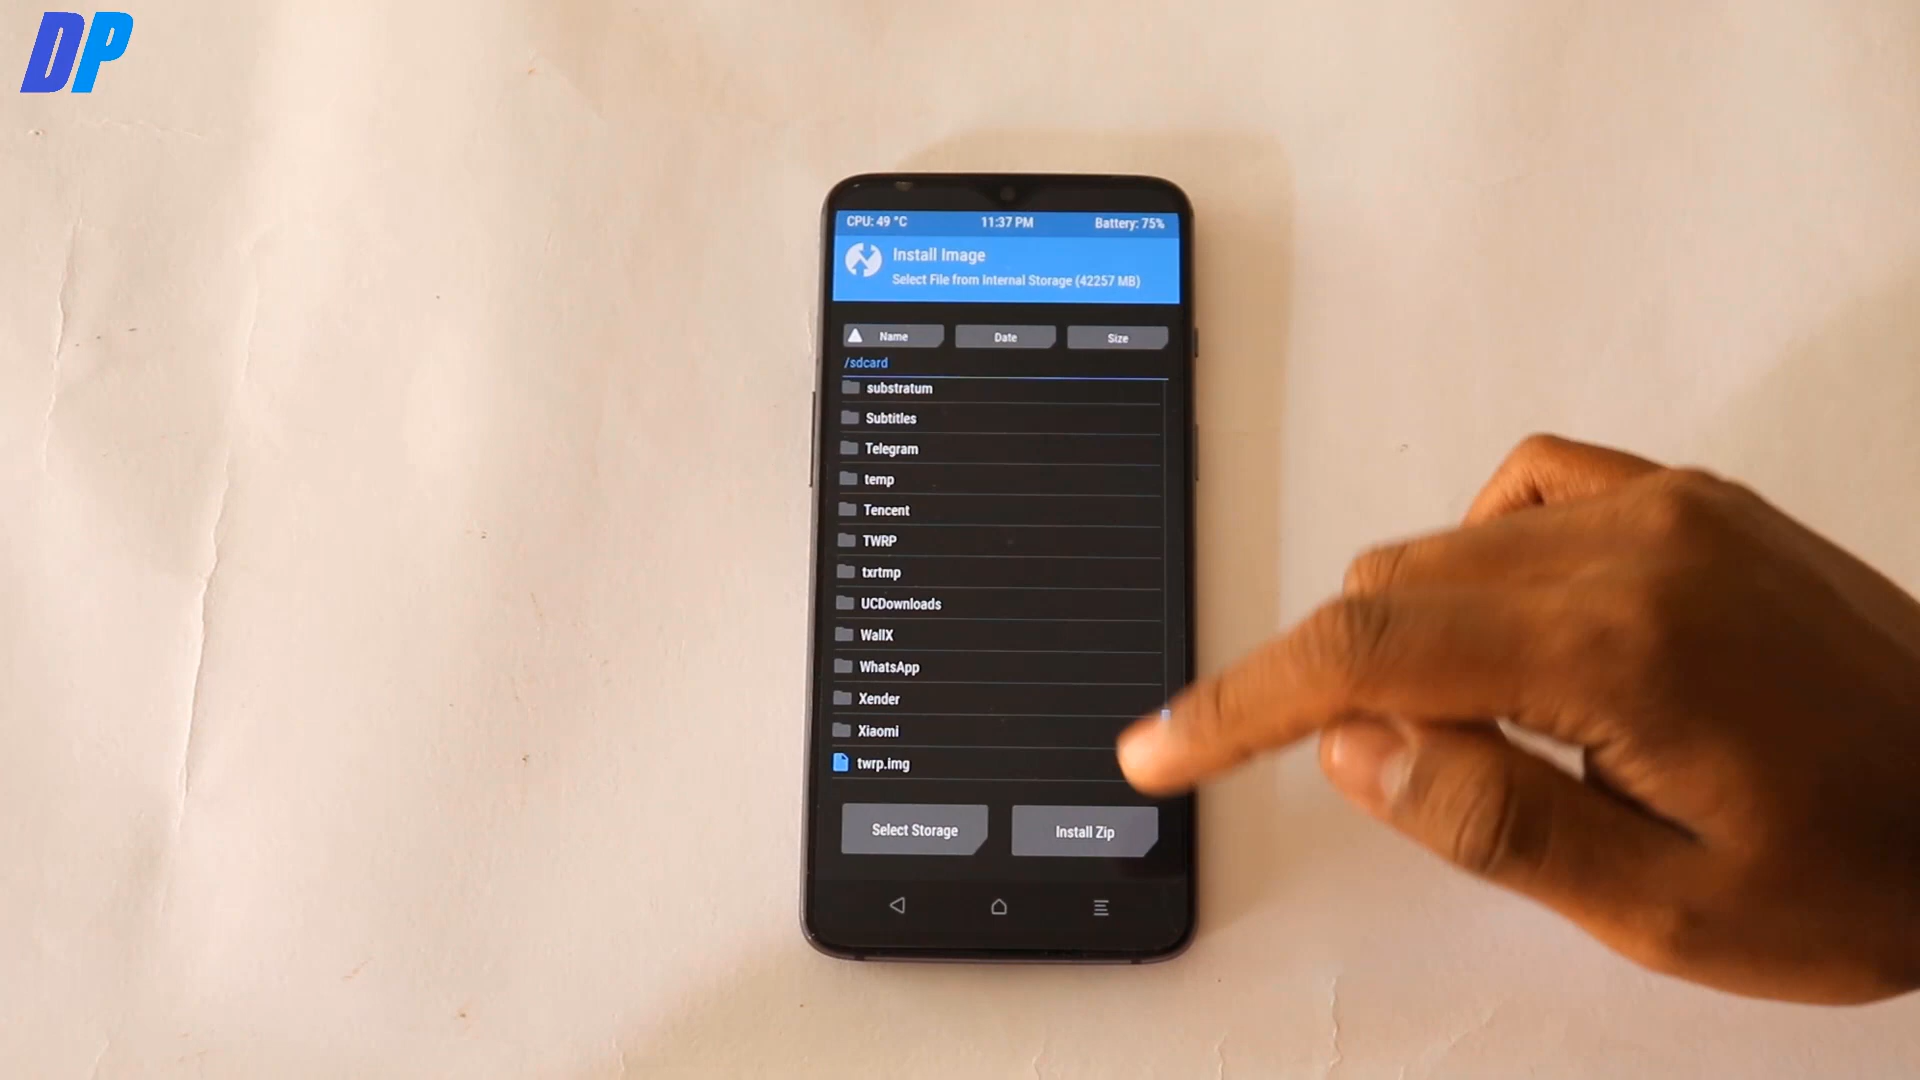 DP
CPU: 49 °C 11:37 PM Battery: 75%
Install Image
Select File from Internal Storage (42257 MB)
Name Date Size
/sdcard
substratum
Subtitles
Telegram
temp
Tencent
TWRP
txrtmp
UCDownloads
WallX
WhatsApp
Xender
Xiaomi
twrp.img
Select Storage Install Zip